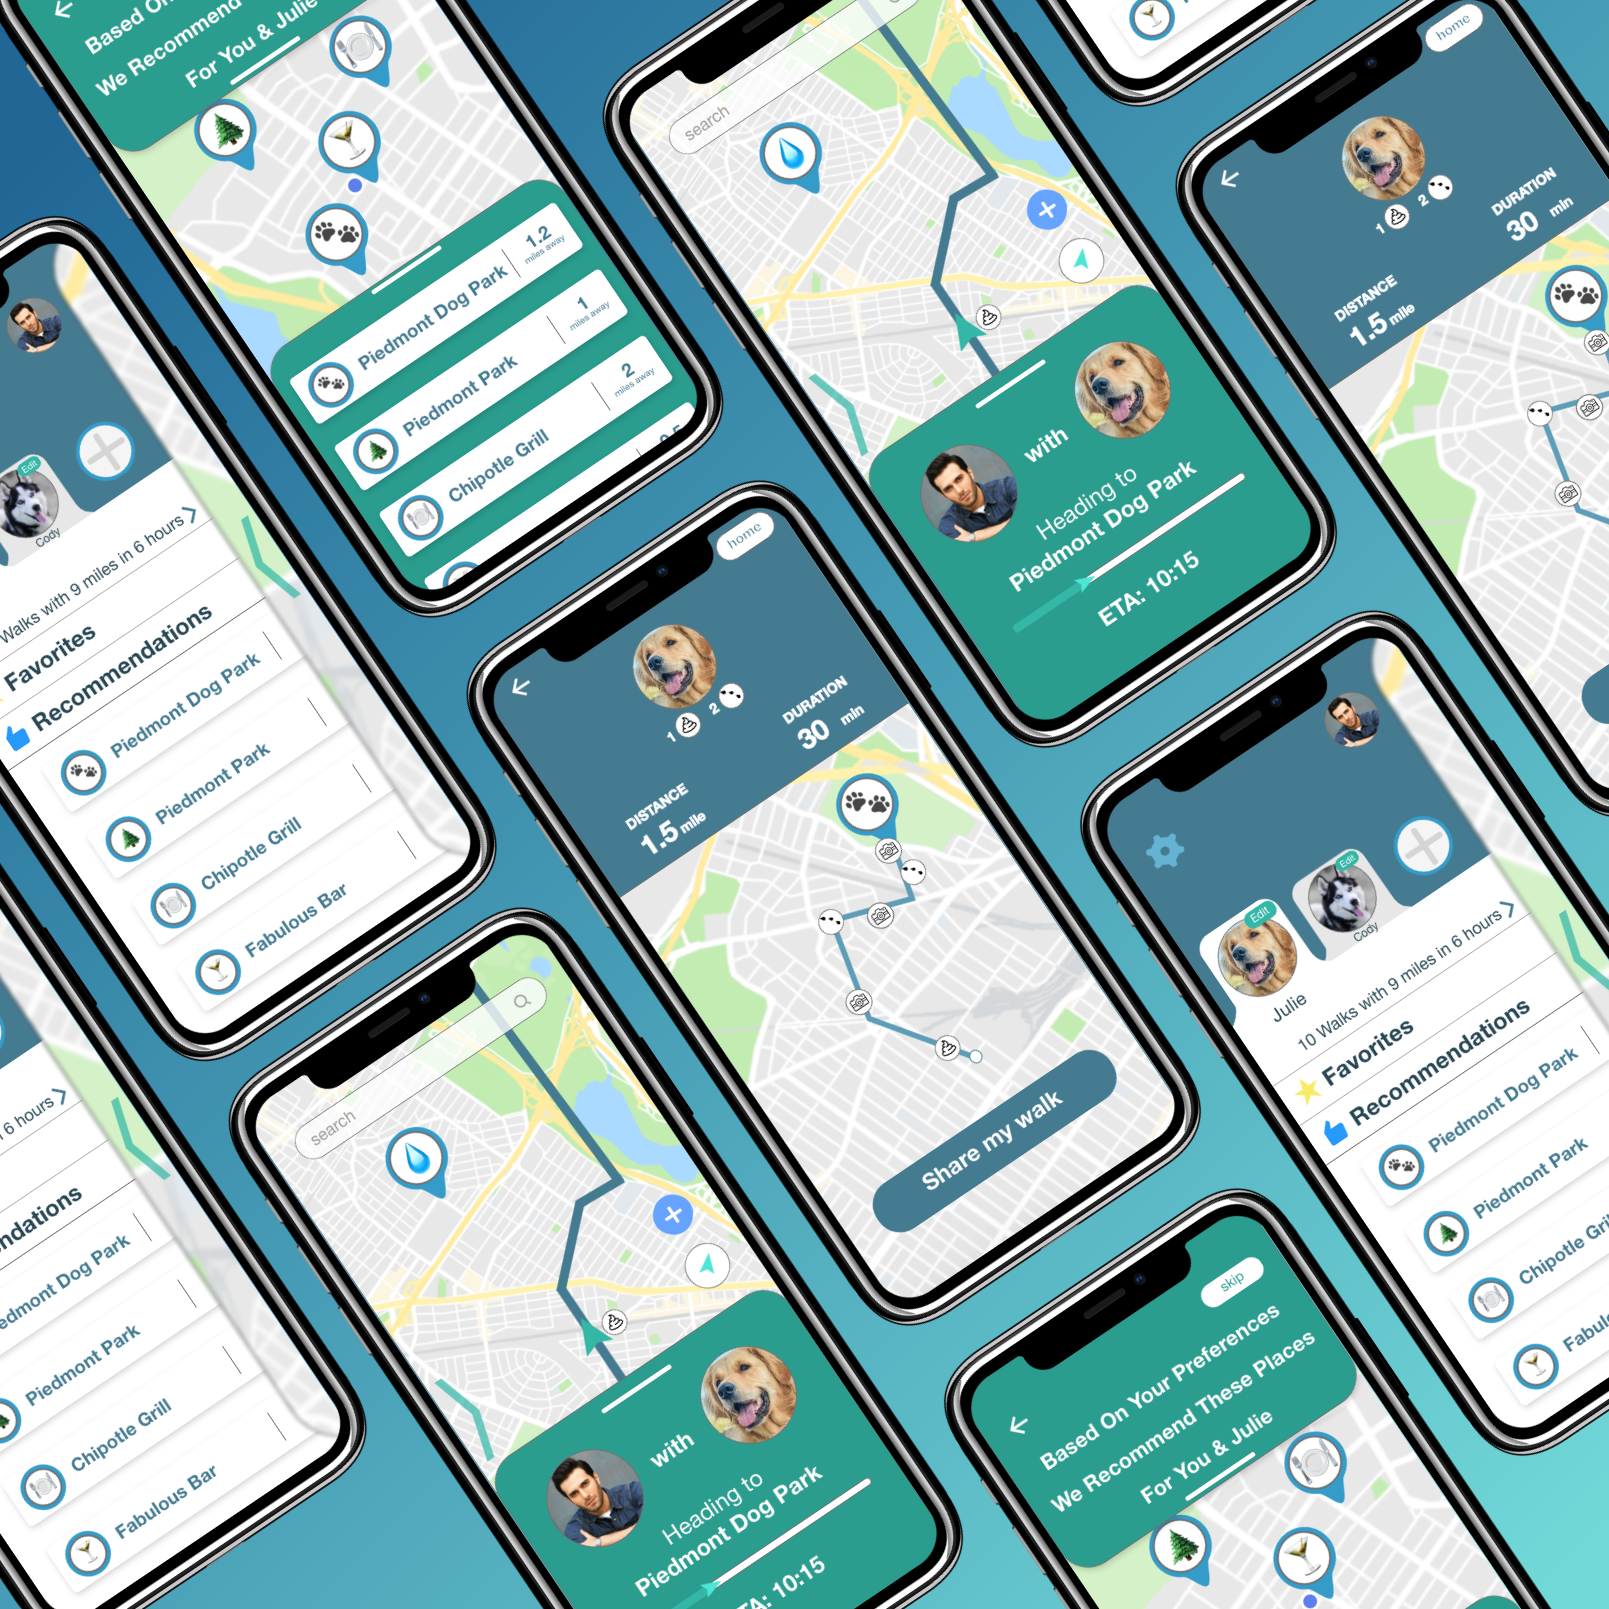 Based On
We Recommend
For You & Julie
1.2
miles away
Piedmont Dog Park
1
miles away
Piedmont Park
2
miles away
Chipotle Grill
search
with
Heading to
Piedmont Dog Park
ETA: 10:15
home
1
2
DURATION
30 min
DISTANCE
1.5 mile
Edit
Cody
Walks with 9 miles in 6 hours
Favorites
Recommendations
Piedmont Dog Park
Piedmont Park
Chipotle Grill
Fabulous Bar
home
1
2
DURATION
30 min
DISTANCE
1.5 mile
Share my walk
Edit
Edit
Cody
Julie
10 Walks with 9 miles in 6 hours
Favorites
Recommendations
Piedmont Dog Park
Piedmont Park
Chipotle Gril
Fabul
6 hours
ndations
edmont Dog Park
Piedmont Park
Chipotle Grill
Fabulous Bar
search
with
Heading to
Piedmont Dog Park
TA: 10:15
skip
Based On Your Preferences
We Recommend These Places
For You & Julie